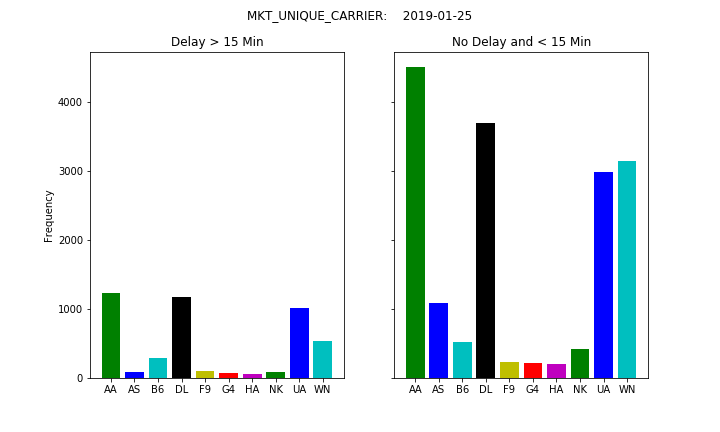 MKT_UNIQUE_CARRIER: 2019-01-25
Delay > 15 Min
No Delay and < 15 Min
Frequency
4000
3000
2000
1000
0
AA AS B6 DL F9 G4 HA NK UA WN
AA AS B6 DL F9 G4 HA NK UA WN